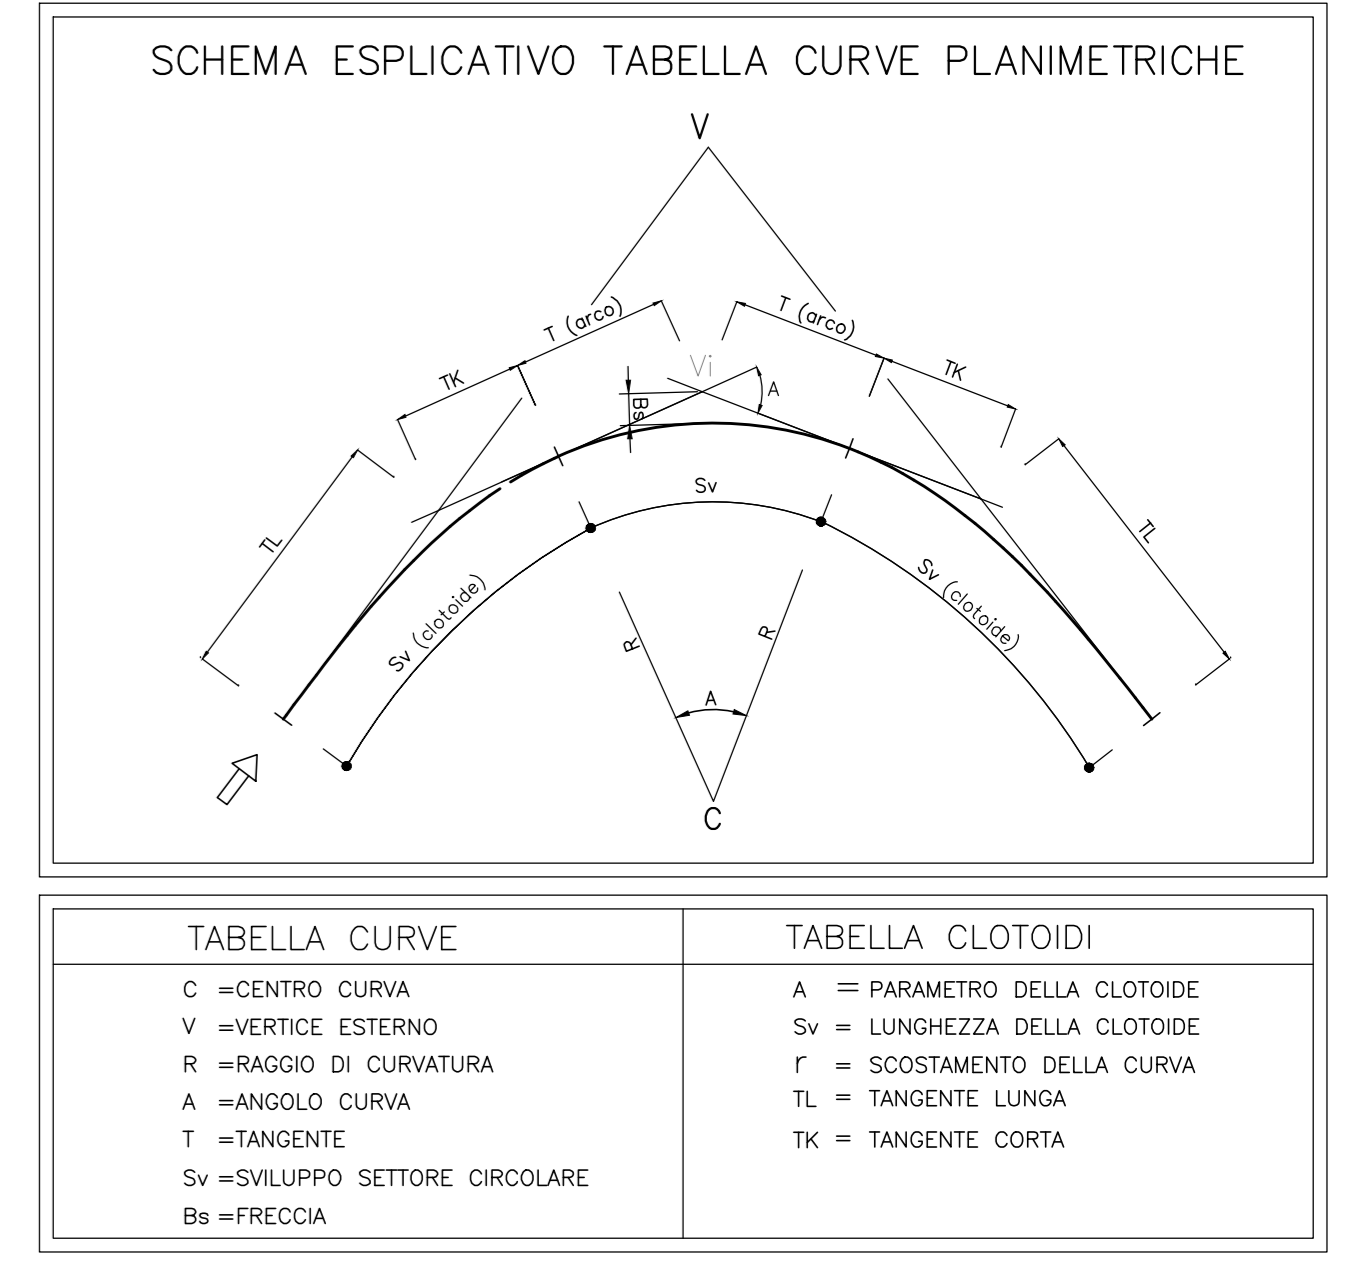 SCHEMA ESPLICATIVO TABELLA CURVE PLANIMETRICHE
V
T (arco)
T (arco)
Vi
TK
TK
A
Bs
Sv
TL
TL
Sv (clotoide)
Sv (clotoide)
R
R
A
C
TABELLA CURVE
C =CENTRO CURVA
V =VERTICE ESTERNO
R =RAGGIO DI CURVATURA
A =ANGOLO CURVA
T =TANGENTE
Sv =SVILUPPO SETTORE CIRCOLARE
Bs =FRECCIA
TABELLA CLOTOIDI
A = PARAMETRO DELLA CLOTOIDE
Sv = LUNGHEZZA DELLA CLOTOIDE
r = SCOSTAMENTO DELLA CURVA
TL = TANGENTE LUNGA
TK = TANGENTE CORTA